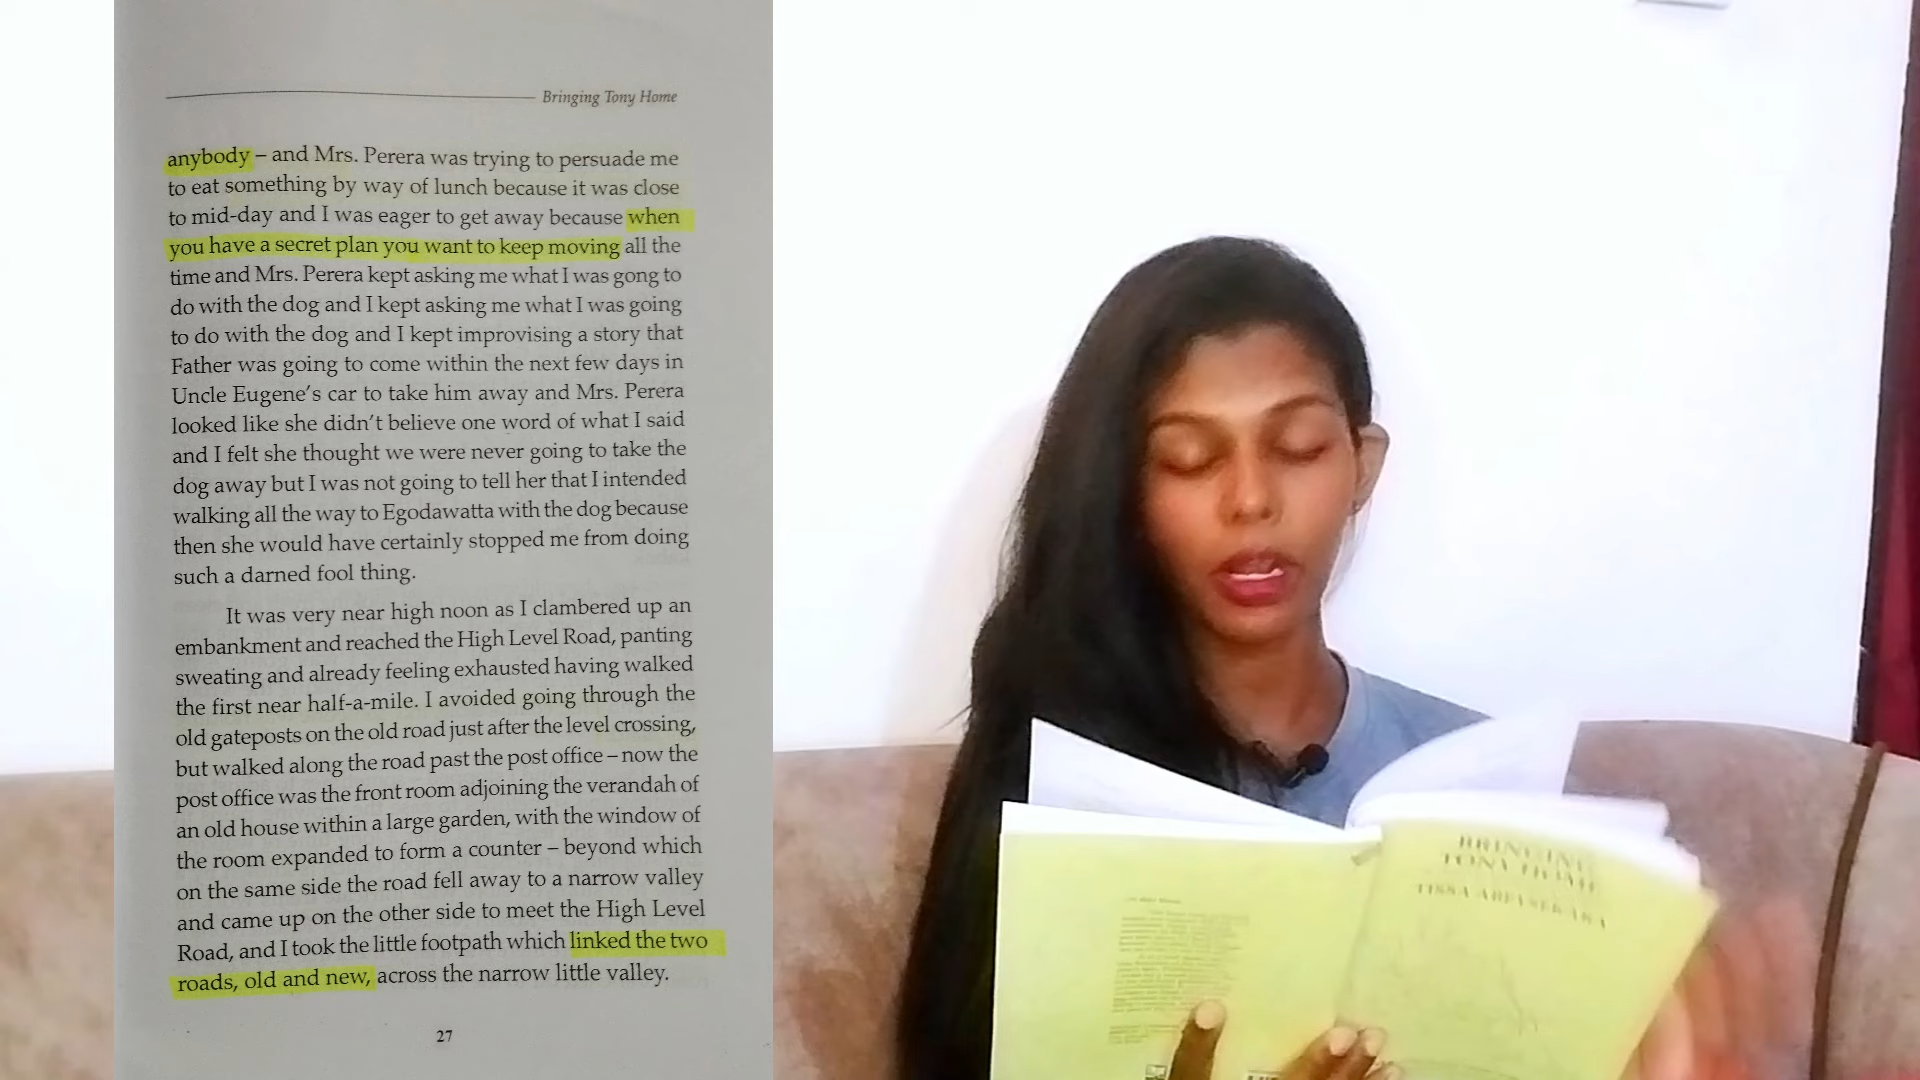 Bringing Tony Home
anybody – and Mrs. Perera was trying to persuade me
to eat something by way of lunch because it was close
to mid-day and I was eager to get away because when
you have a secret plan you want to keep moving all the
time and Mrs. Perera kept asking me what I was gong to
do with the dog and I kept asking me what I was going
to do with the dog and I kept improvising a story that
Father was going to come within the next few days in
Uncle Eugene's car to take him away and Mrs. Perera
looked like she didn't believe one word of what I said
and I felt she thought we were never going to take the
dog away but I was not going to tell her that I intended
walking all the way to Egodawatta with the dog because
then she would have certainly stopped me from doing
such a darned fool thing.
It was very near high noon as I clambered up an
embankment and reached the High Level Road, panting
sweating and already feeling exhausted having walked
the first near half-a-mile. I avoided going through the
old gateposts on the old road just after the level crossing,
but walked along the road past the post office – now the
post office was the front room adjoining the verandah of
an old house within a large garden, with the window of
the room expanded to form a counter – beyond which
on the same side the road fell away to a narrow valley
and came up on the other side to meet the High Level
Road, and I took the little footpath which linked the two
roads, old and new, across the narrow little valley.
27
BRINGING
TONY HOME
TISSA ABEYSEKARA